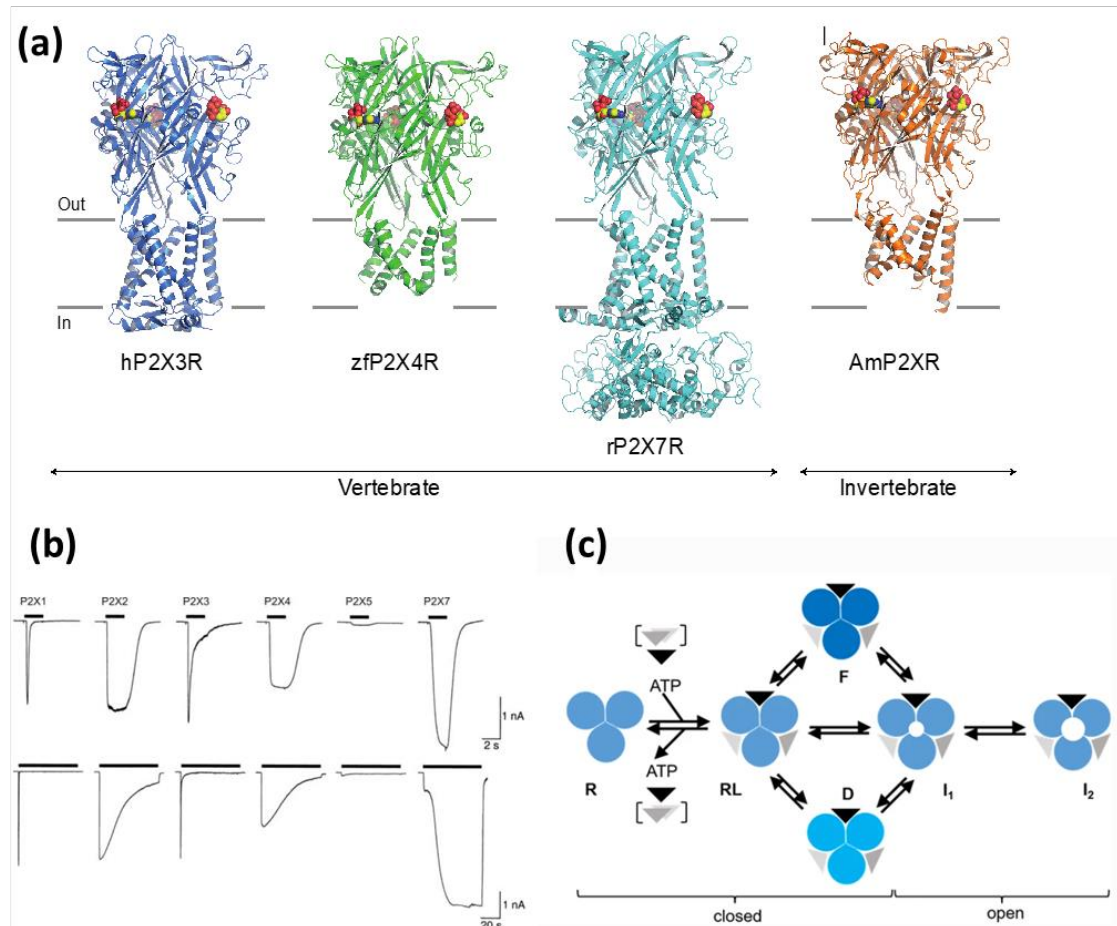 (a)
Out
In
hP2X3R
zfP2X4R
rP2X7R
AmP2XR
Vertebrate
Invertebrate
(b)
P2X1 P2X2 P2X3 P2X4 P2X5 P2X7
1 nA
2 s
1 nA
20 s
(c)
F
ATP
R
RL
I₁
I₂
ATP
D
closed
open